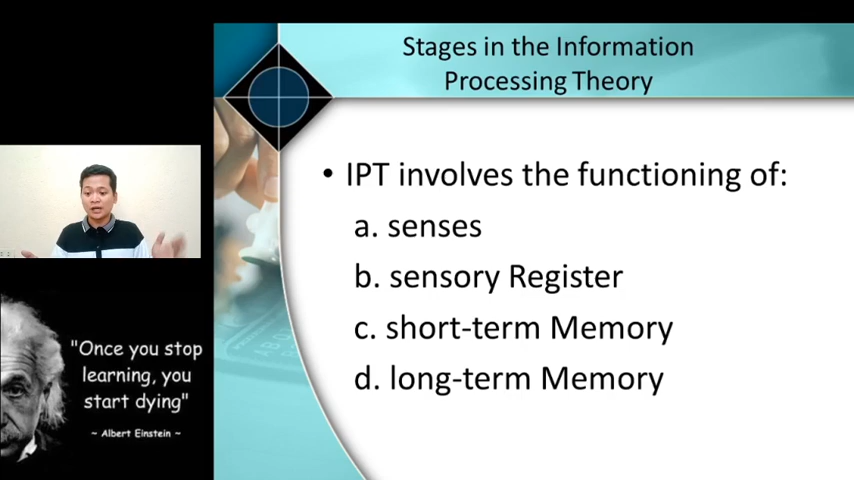 Stages in the Information
Processing Theory
• IPT involves the functioning of:
a. senses
b. sensory Register
c. short-term Memory
d. long-term Memory
"Once you stop
learning, you
start dying"
~ Albert Einstein ~